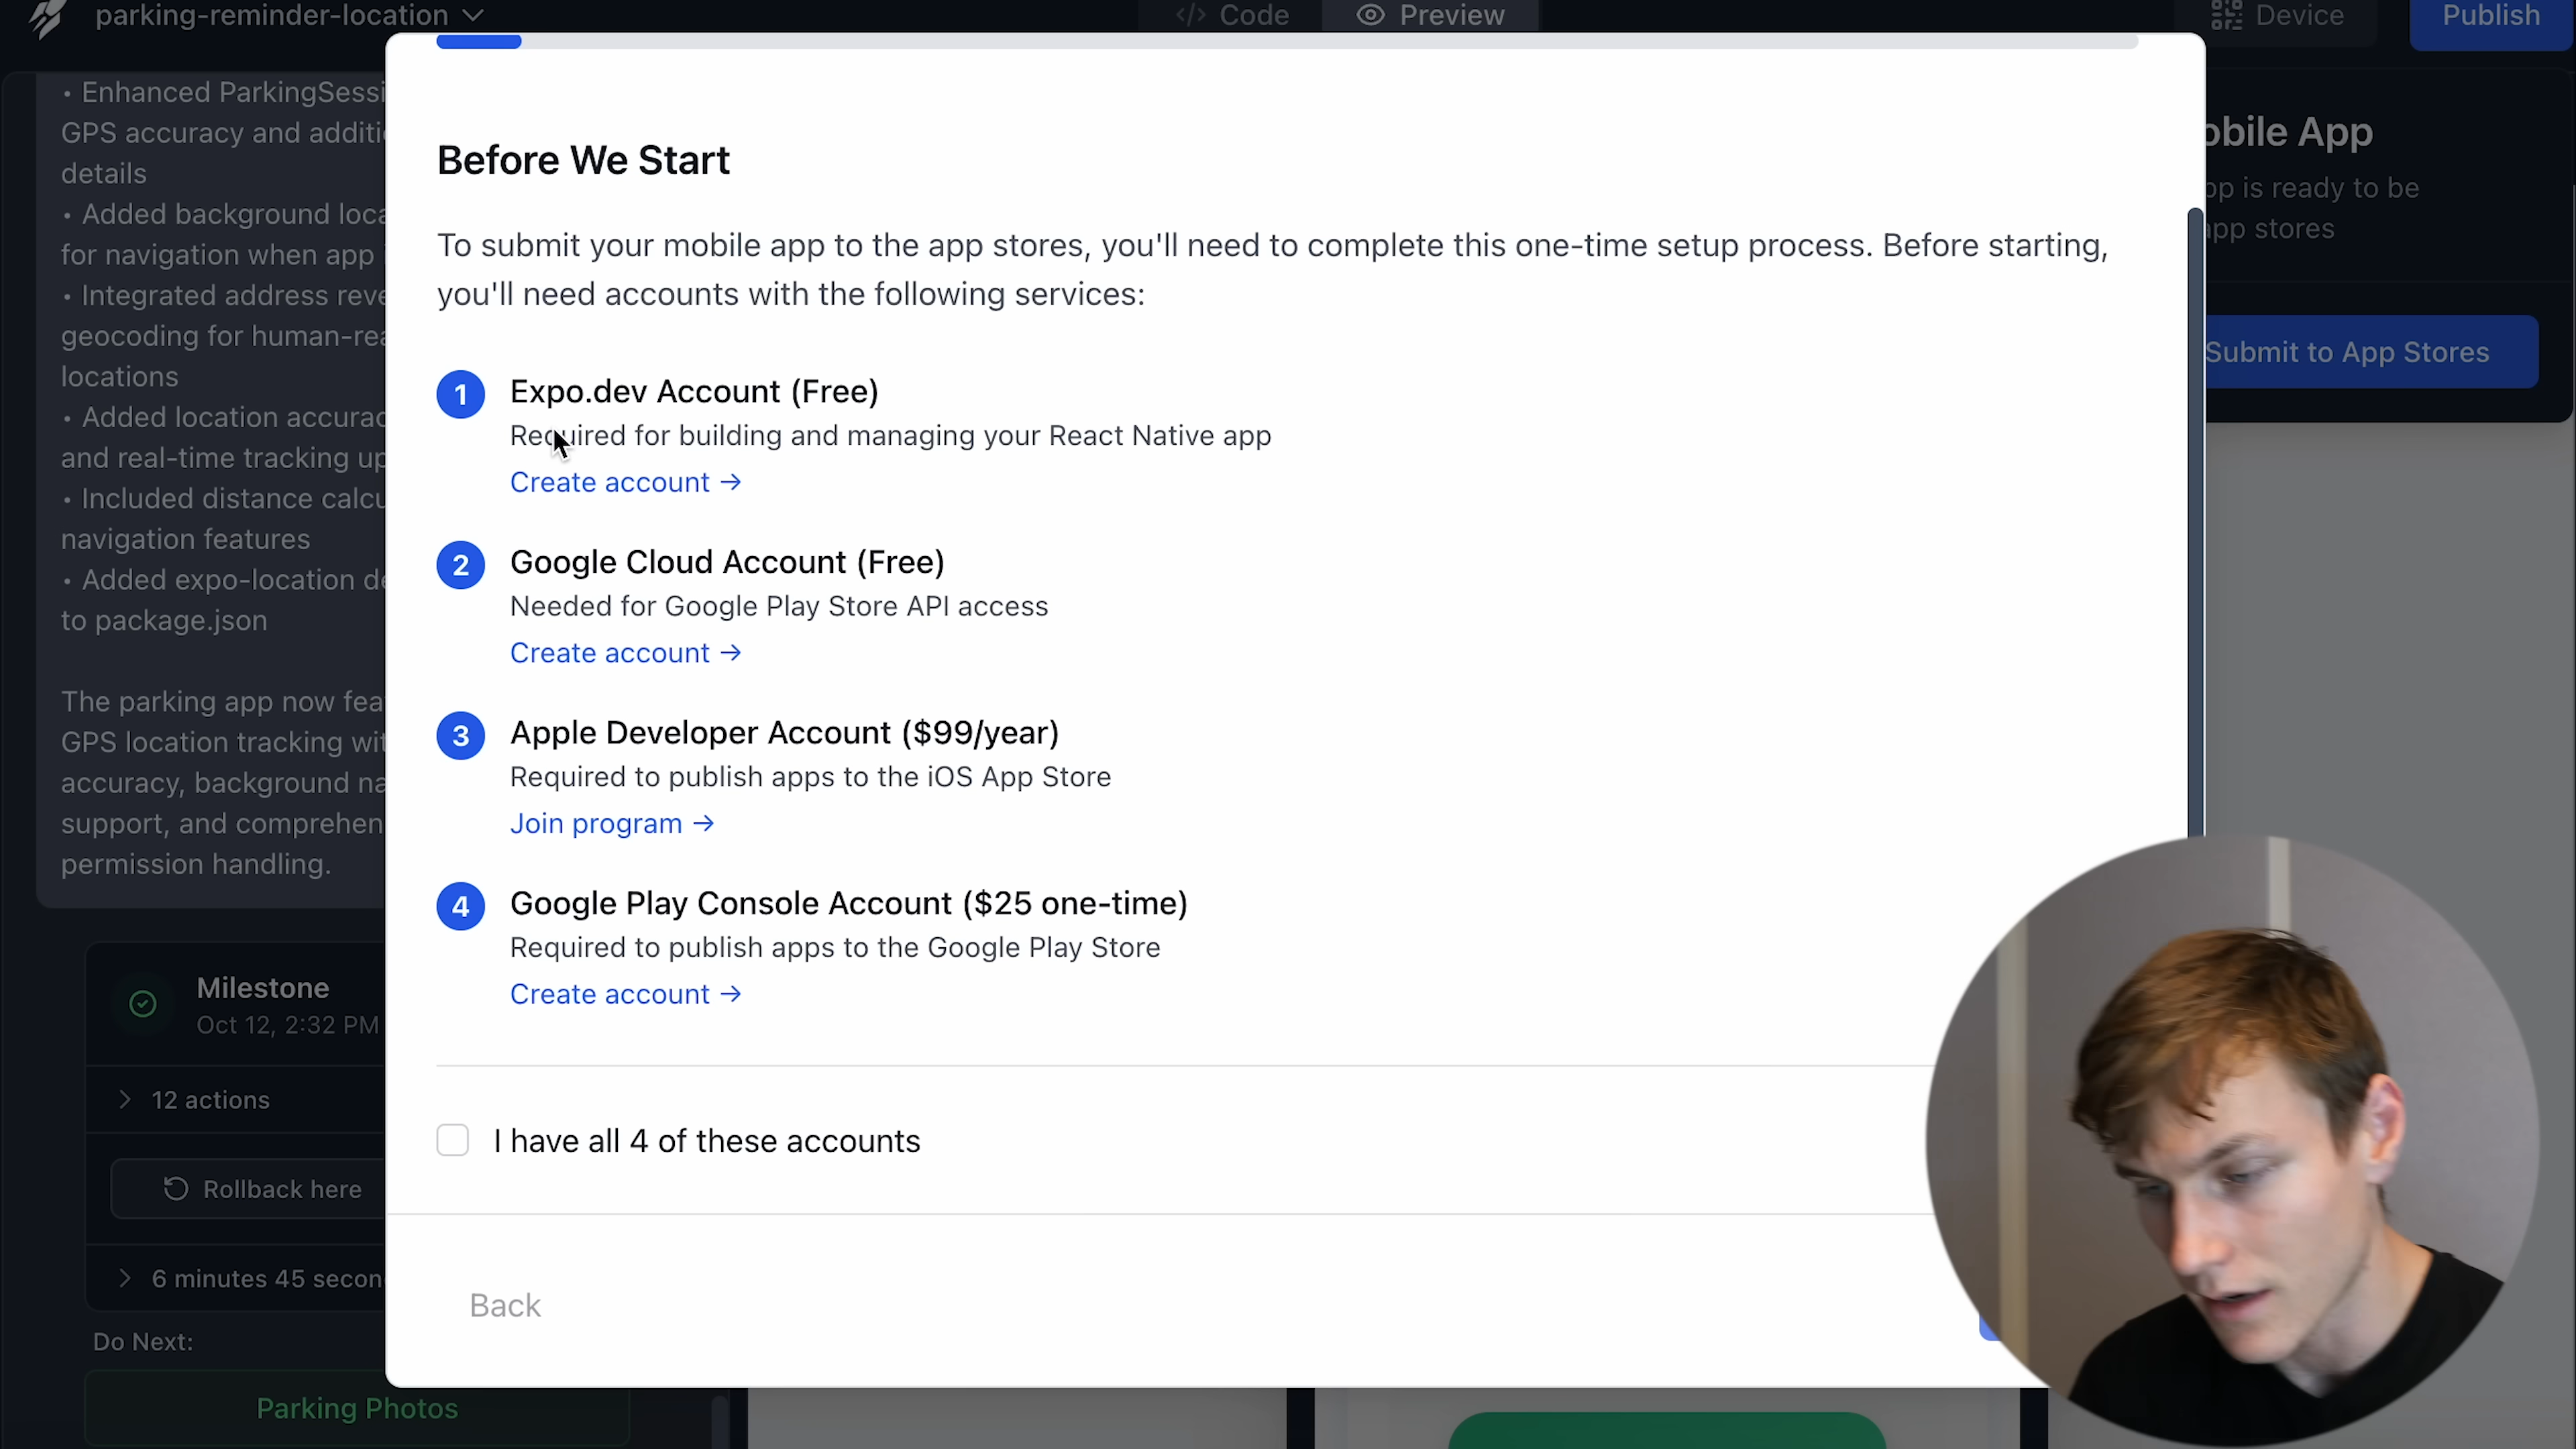 parking-reminder-location
Code
Preview
Device
Publish
• Enhanced ParkingSessi
GPS accuracy and additi
details
• Added background loca
for navigation when app
• Integrated address reve
geocoding for human-rea
locations
• Added location accurac
and real-time tracking up
• Included distance calcu
navigation features
• Added expo-location de
to package.json
The parking app now fea
GPS location tracking wit
accuracy, background na
support, and comprehen
permission handling.
Milestone
Oct 12, 2:32 PM
12 actions
Rollback here
6 minutes 45 secon
Do Next:
Parking Photos
Before We Start
To submit your mobile app to the app stores, you'll need to complete this one-time setup process. Before starting,
you'll need accounts with the following services:
1 Expo.dev Account (Free)
Required for building and managing your React Native app
Create account →
2 Google Cloud Account (Free)
Needed for Google Play Store API access
Create account →
3 Apple Developer Account ($99/year)
Required to publish apps to the iOS App Store
Join program →
4 Google Play Console Account ($25 one-time)
Required to publish apps to the Google Play Store
Create account →
I have all 4 of these accounts
Back
obile App
pp is ready to be
app stores
Submit to App Stores